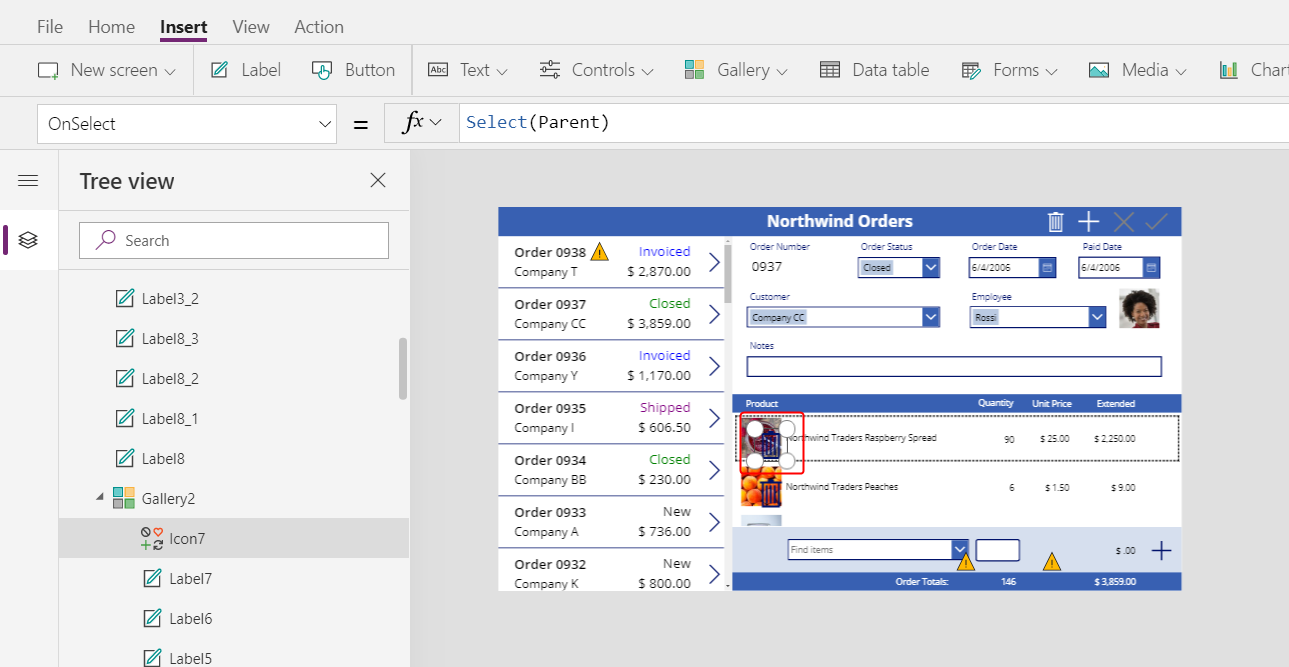 File Home Insert View Action
New screen Label Button Abc Text Controls Gallery Data table Forms Media Chart
OnSelect = fx Select(Parent)
Tree view
Search
Label3_2
Label8_3
Label8_2
Label8_1
Label8
Gallery2
Icon7
Label7
Label6
Label5
Northwind Orders
Order 0938 Invoiced
Company T $ 2,870.00
Order 0937 Closed
Company CC $ 3,859.00
Order 0936 Invoiced
Company Y $ 1,170.00
Order 0935 Shipped
Company I $ 606.50
Order 0934 Closed
Company BB $ 230.00
Order 0933 New
Company A $ 736.00
Order 0932 New
Company K $ 800.00
Order Number Order Status Order Date Paid Date
0937 Closed 6/4/2006 6/4/2006
Customer Employee
Company CC Rossi
Notes
Product Quantity Unit Price Extended
Northwind Traders Raspberry Spread 90 $ 25.00 $ 2,250.00
Northwind Traders Peaches 6 $ 1.50 $ 9.00
Find items $ .00
Order Totals: 146 $ 3,859.00